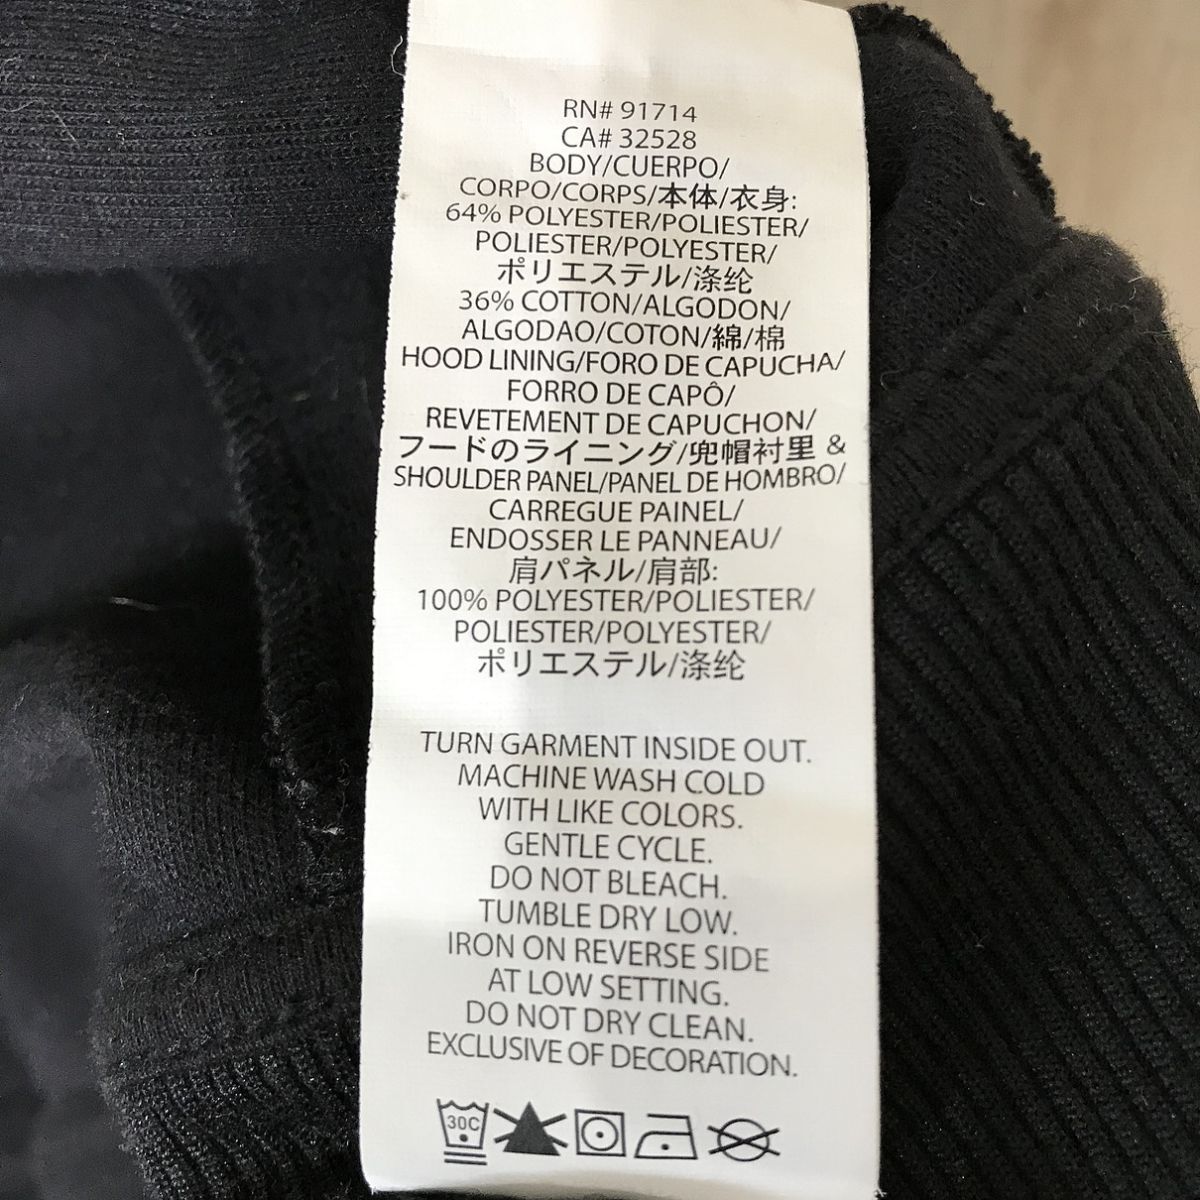 RN# 91714
CA# 32528
BODY/CUERPO/
CORPO/CORPS/本体/衣身:
64% POLYESTER/POLIESTER/
POLIESTER/POLYESTER/
ポリエステル/涤纶
36% COTTON/ALGODON/
ALGODAO/COTON/綿/棉
HOOD LINING/FORO DE CAPUCHA/
FORRO DE CAPÔ/
REVETEMENT DE CAPUCHON/
フードのライニング/兜帽衬里 &
SHOULDER PANEL/PANEL DE HOMBRO/
CARREGUE PAINEL/
ENDOSSER LE PANNEAU/
肩パネル/肩部:
100% POLYESTER/POLIESTER/
POLIESTER/POLYESTER/
ポリエステル/涤纶
TURN GARMENT INSIDE OUT.
MACHINE WASH COLD
WITH LIKE COLORS.
GENTLE CYCLE.
DO NOT BLEACH.
TUMBLE DRY LOW.
IRON ON REVERSE SIDE
AT LOW SETTING.
DO NOT DRY CLEAN.
EXCLUSIVE OF DECORATION.
30C